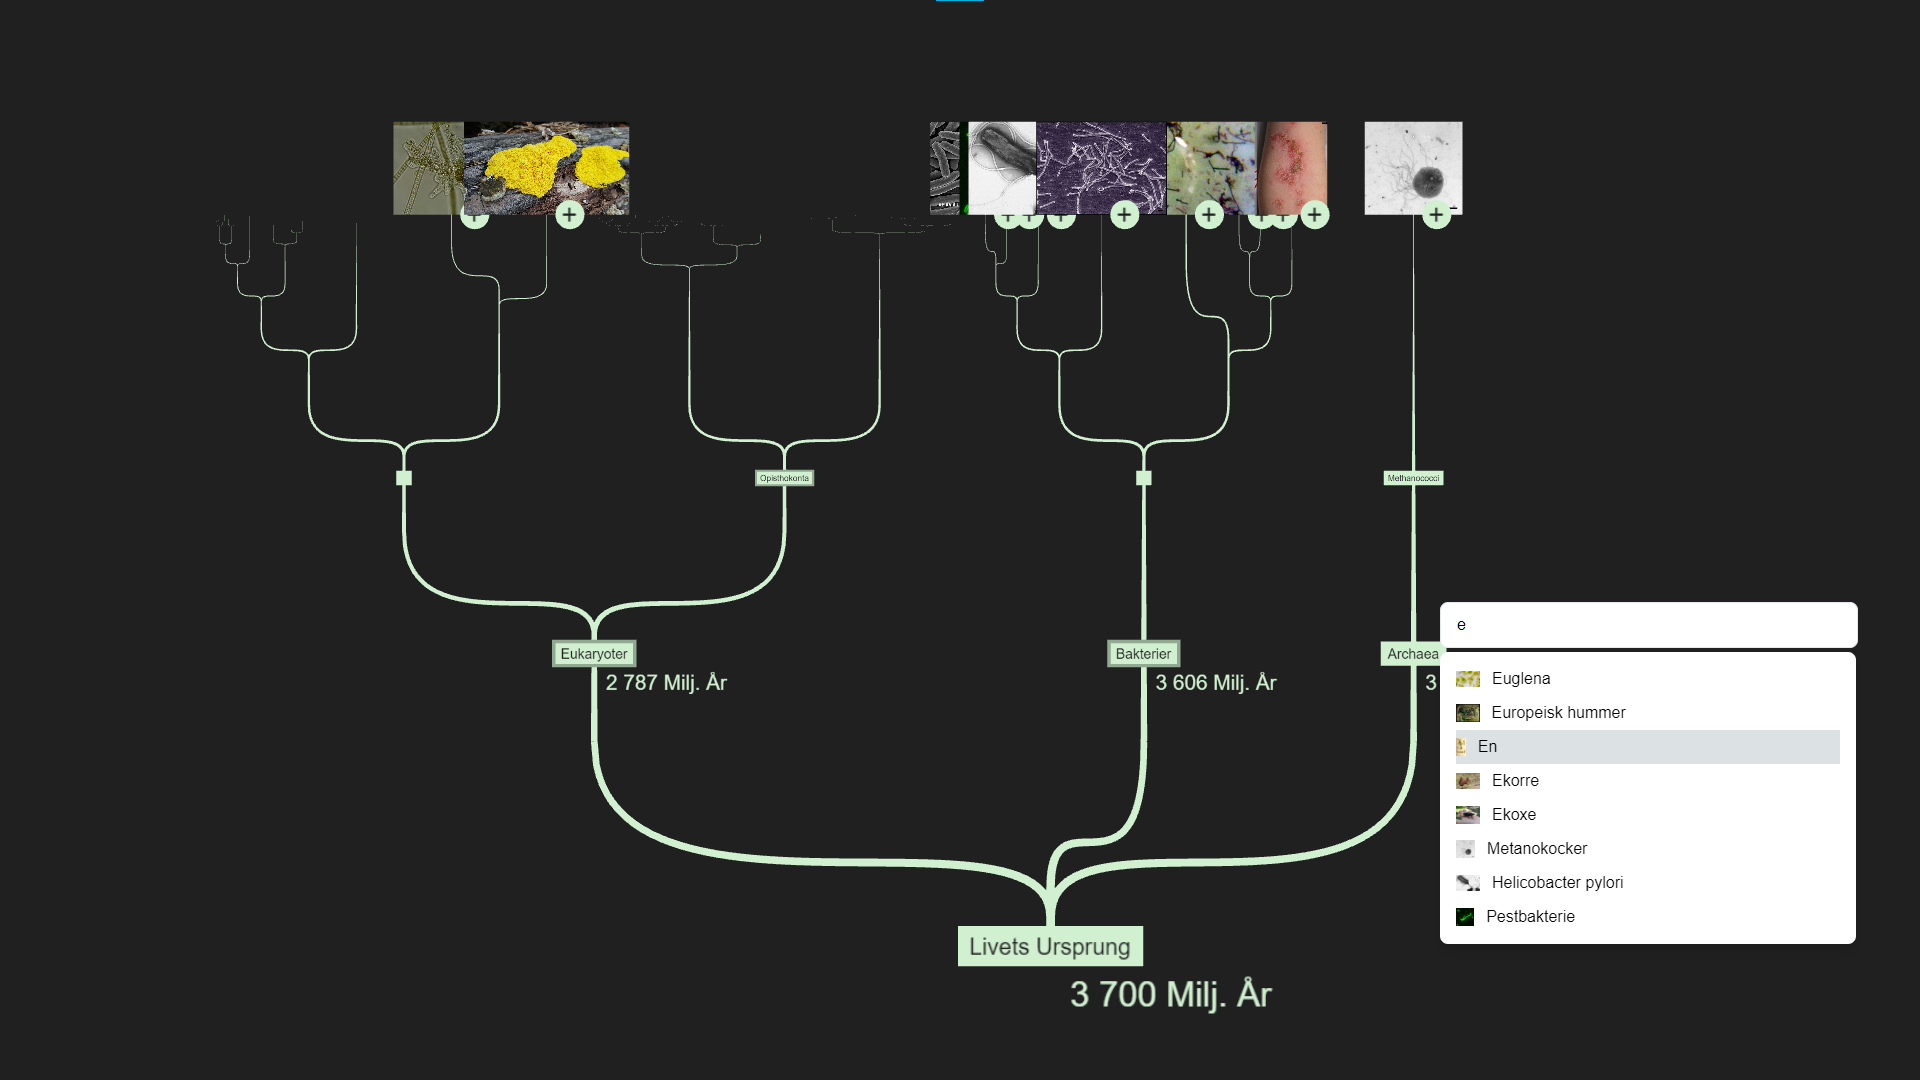 Opisthokonta
Methanococci
Eukaryoter
2 787 Milj. År
Bakterier
3 606 Milj. År
Archaea
3
e
Euglena
Europeisk hummer
En
Ekorre
Ekoxe
Metanokocker
Helicobacter pylori
Pestbakterie
Livets Ursprung
3 700 Milj. År